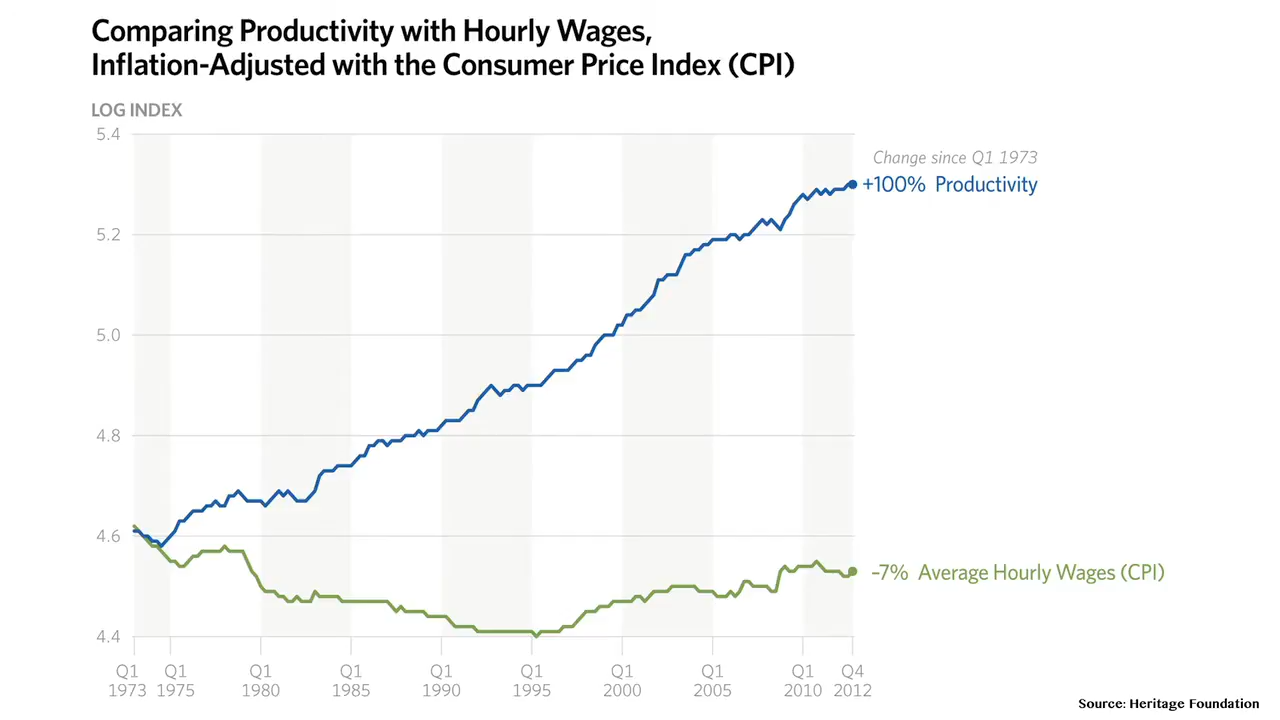 Comparing Productivity with Hourly Wages,
Inflation-Adjusted with the Consumer Price Index (CPI)
LOG INDEX
5.4
Change since Q1 1973
+100% Productivity
5.2
5.0
4.8
4.6
–7% Average Hourly Wages (CPI)
4.4
Q1 Q1 Q1 Q1 Q1 Q1 Q1 Q1 Q1 Q4
1973 1975 1980 1985 1990 1995 2000 2005 2010 2012
Source: Heritage Foundation